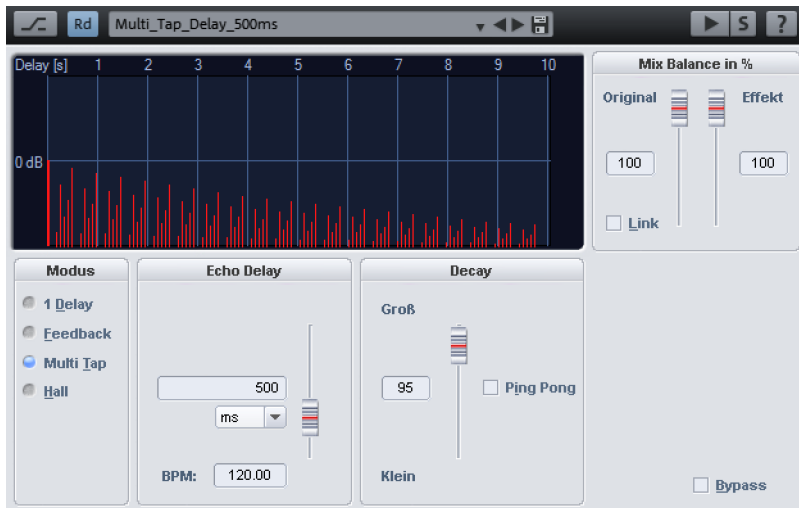 Rd Multi_Tap_Delay_500ms S ?
Delay [s] 1 2 3 4 5 6 7 8 9 10
0 dB
Mix Balance in %
Original Effekt
100 100
Link
Modus
1 Delay
Feedback
Multi Tap
Hall
Echo Delay
500
ms
BPM: 120.00
Decay
Groß
95 Ping Pong
Klein
Bypass